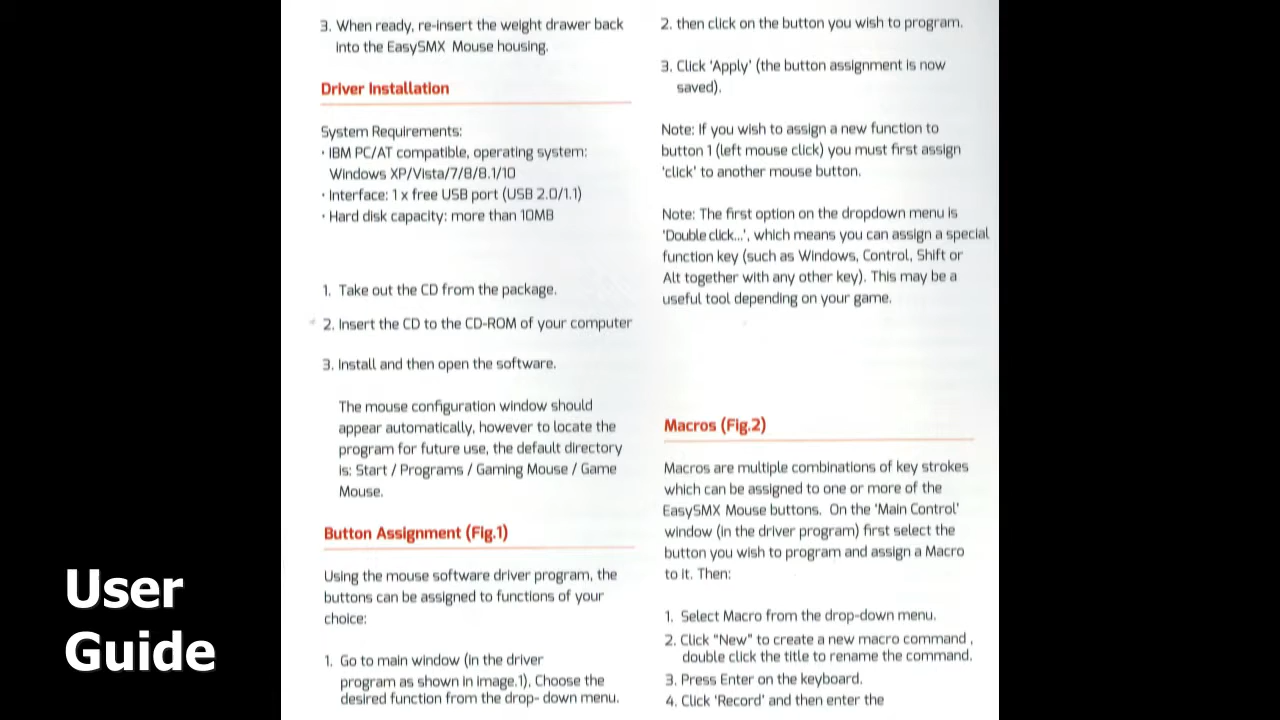 3. When ready, re-insert the weight drawer back
into the EasySMX Mouse housing.
Driver Installation
System Requirements:
• IBM PC/AT compatible, operating system:
Windows XP/Vista/7/8/8.1/10
• Interface: 1 x free USB port (USB 2.0/1.1)
• Hard disk capacity: more than 10MB
1. Take out the CD from the package.
2. Insert the CD to the CD-ROM of your computer
3. Install and then open the software.
The mouse configuration window should
appear automatically, however to locate the
program for future use, the default directory
is: Start / Programs / Gaming Mouse / Game
Mouse.
Button Assignment (Fig.1)
Using the mouse software driver program, the
buttons can be assigned to functions of your
choice:
1. Go to main window (in the driver
program as shown in image.1), Choose the
desired function from the drop- down menu.
2. then click on the button you wish to program.
3. Click 'Apply' (the button assignment is now
saved).
Note: If you wish to assign a new function to
button 1 (left mouse click) you must first assign
'click' to another mouse button.
Note: The first option on the dropdown menu is
'Double click...', which means you can assign a special
function key (such as Windows, Control, Shift or
Alt together with any other key). This may be a
useful tool depending on your game.
Macros (Fig.2)
Macros are multiple combinations of key strokes
which can be assigned to one or more of the
EasySMX Mouse buttons. On the 'Main Control'
window (in the driver program) first select the
button you wish to program and assign a Macro
to it. Then:
1. Select Macro from the drop-down menu.
2. Click "New" to create a new macro command ,
double click the title to rename the command.
3. Press Enter on the keyboard.
4. Click 'Record' and then enter the
User
Guide